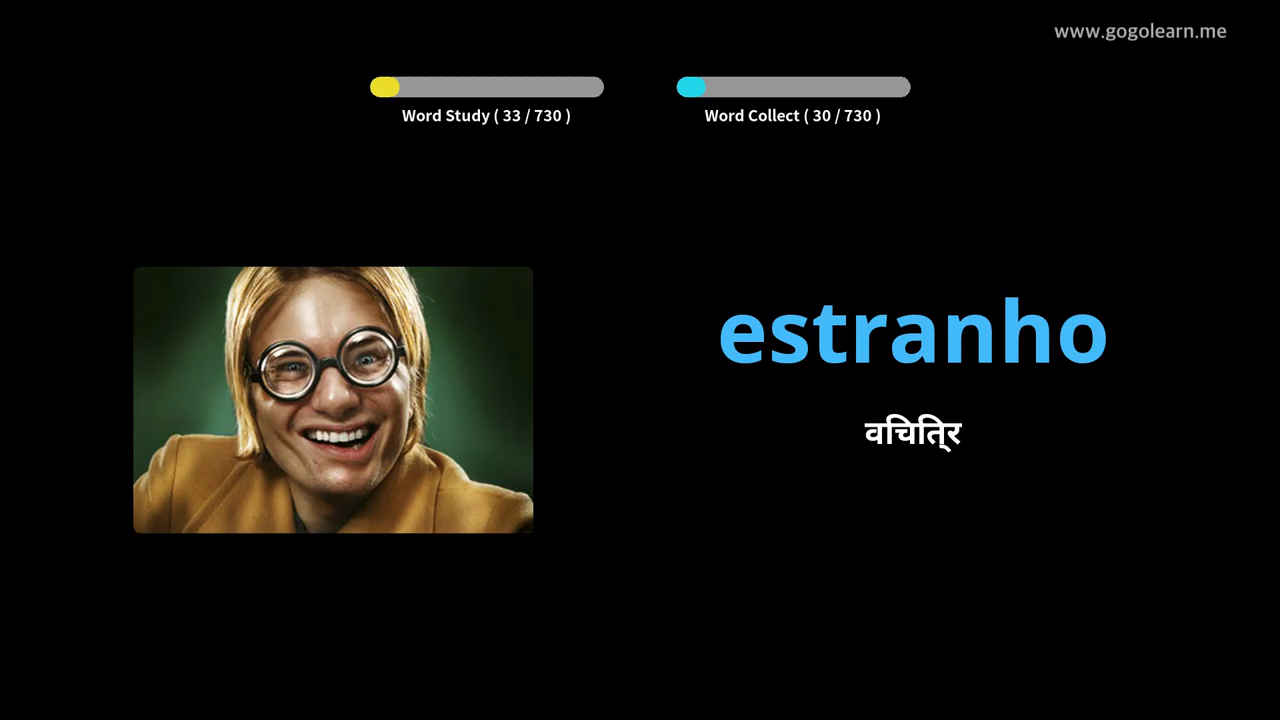 www.gogolearn.me
Word Study ( 33 / 730 )
Word Collect ( 30 / 730 )
estranho
वचित्रि